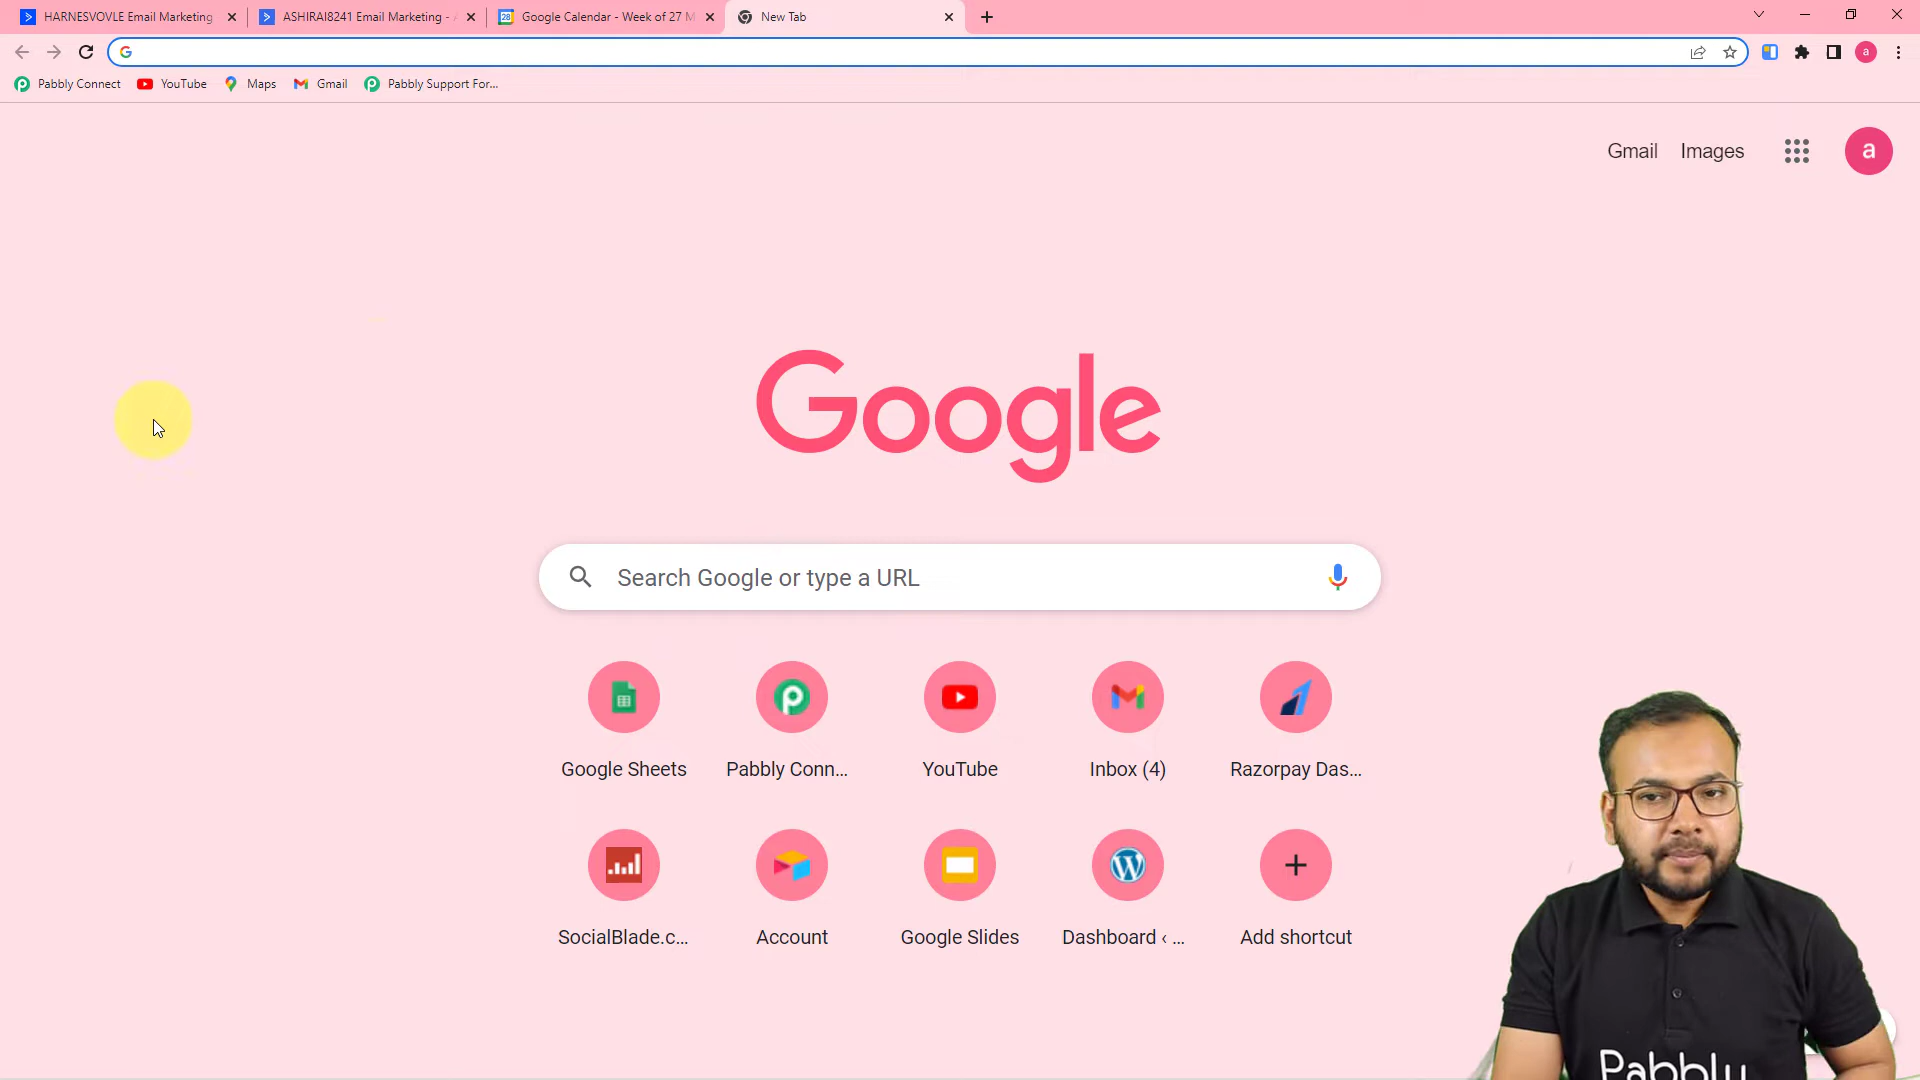 HARNESVOVLE Email Marketing
ASHIRAI8241 Email Marketing - A
Google Calendar - Week of 27 M
New Tab
Pabbly Connect
YouTube
Maps
Gmail
Pabbly Support For...
Gmail
Images
a
a
Google
Search Google or type a URL
Google Sheets
Pabbly Conn...
YouTube
Inbox (4)
Razorpay Das...
SocialBlade.c...
Account
Google Slides
Dashboard ‹ ...
Add shortcut
Pabbly